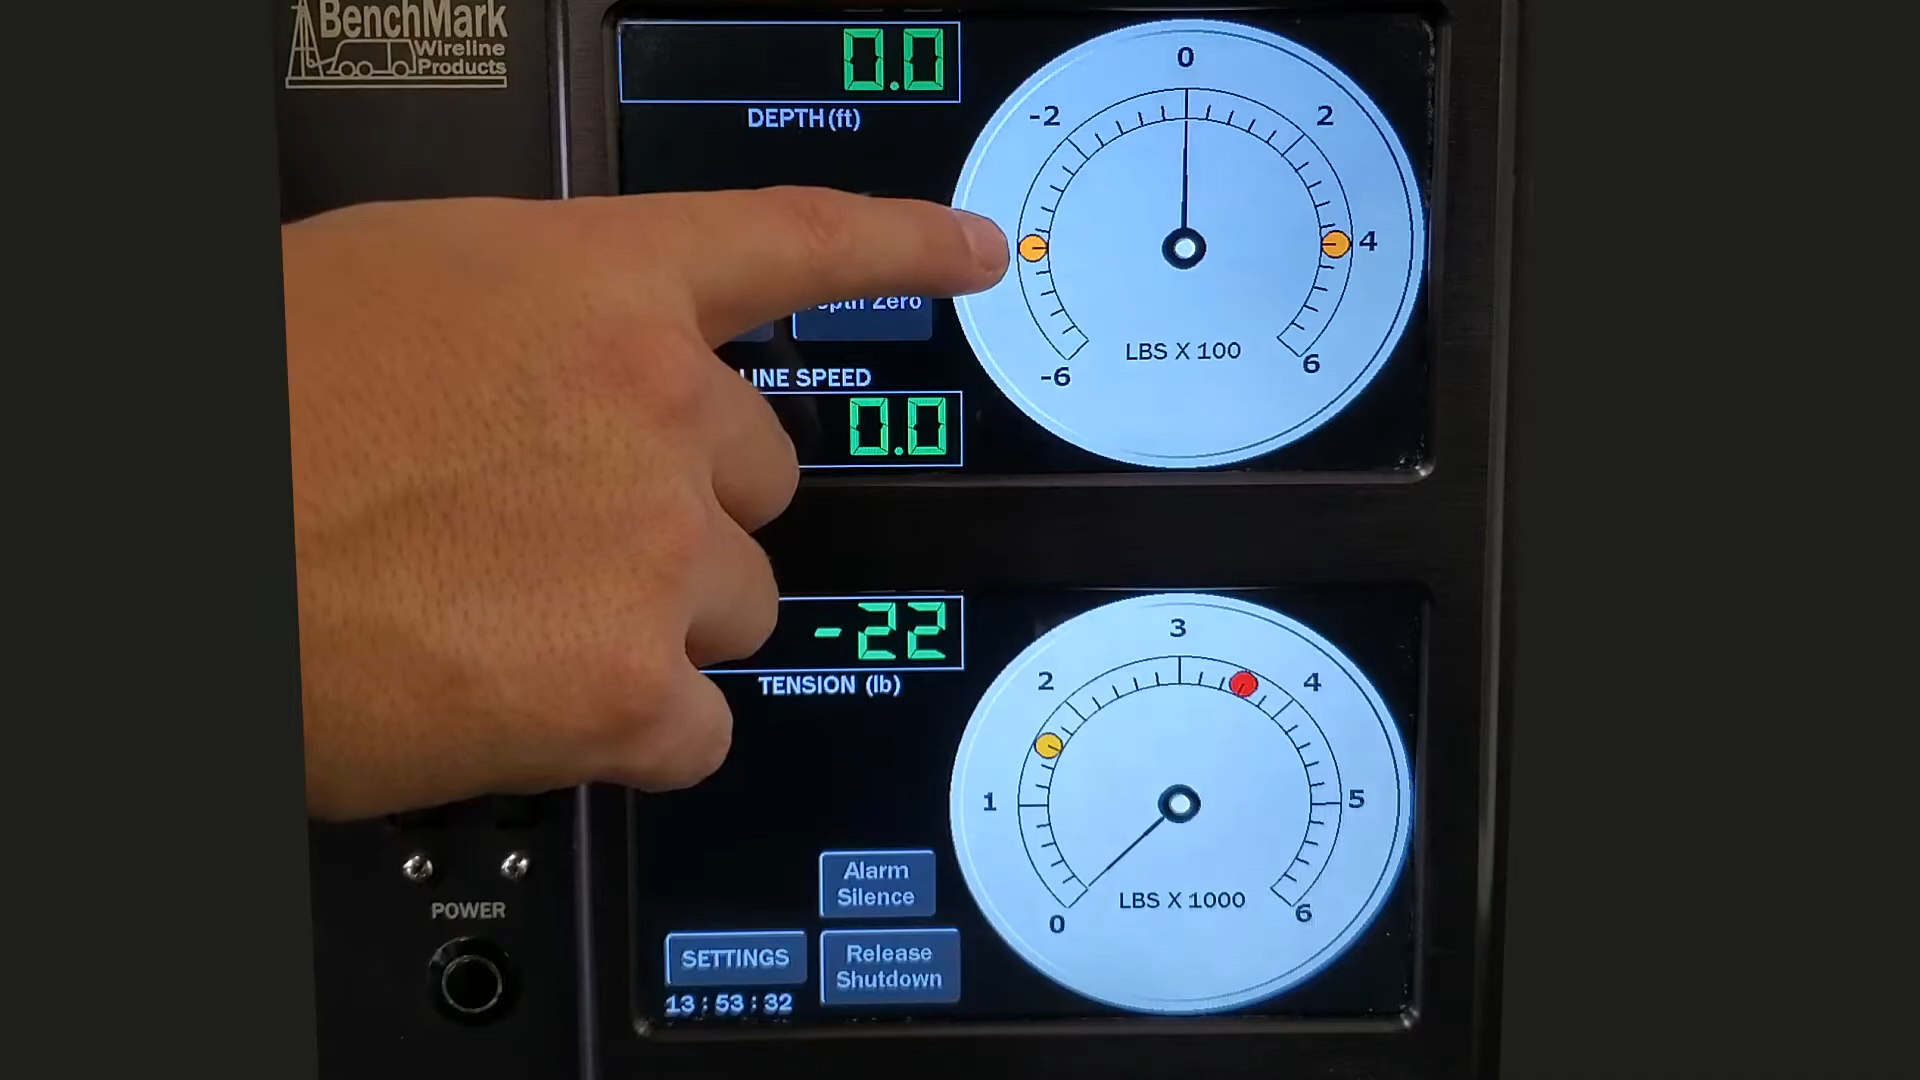 BenchMark
Wireline
Products
0.0
DEPTH (ft)
Zero
LINE SPEED
0.0
0
-2
2
4
-6
6
LBS X 100
-22
TENSION (lb)
Alarm
Silence
SETTINGS
Release
Shutdown
13:53:32
3
2
4
1
5
0
6
LBS X 1000
POWER